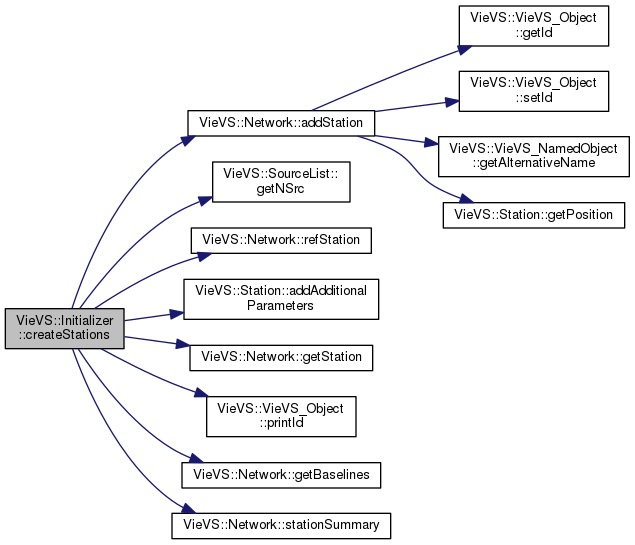 VieVS::Initializer
::createStations
VieVS::Network::addStation
VieVS::VieVS_Object
::getId
VieVS::VieVS_Object
::setId
VieVS::VieVS_NamedObject
::getAlternativeName
VieVS::Station::getPosition
VieVS::SourceList::
getNSrc
VieVS::Network::refStation
VieVS::Station::addAdditional
Parameters
VieVS::Network::getStation
VieVS::VieVS_Object
::printId
VieVS::Network::getBaselines
VieVS::Network::stationSummary